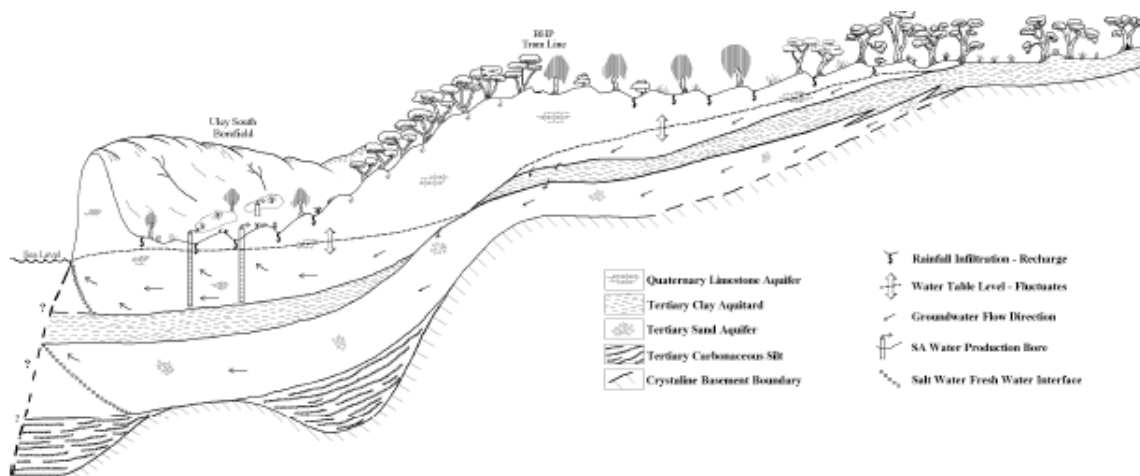 BHP
Tram Line
Uley South
Borefield
Sea Level
?
?
?
Quaternary Limestone Aquifer
Tertiary Clay Aquitard
Tertiary Sand Aquifer
Tertiary Carbonaceous Silt
Crystaline Basement Boundary
Rainfall Infiltration - Recharge
Water Table Level - Fluctuates
Groundwater Flow Direction
SA Water Production Bore
Salt Water Fresh Water Interface